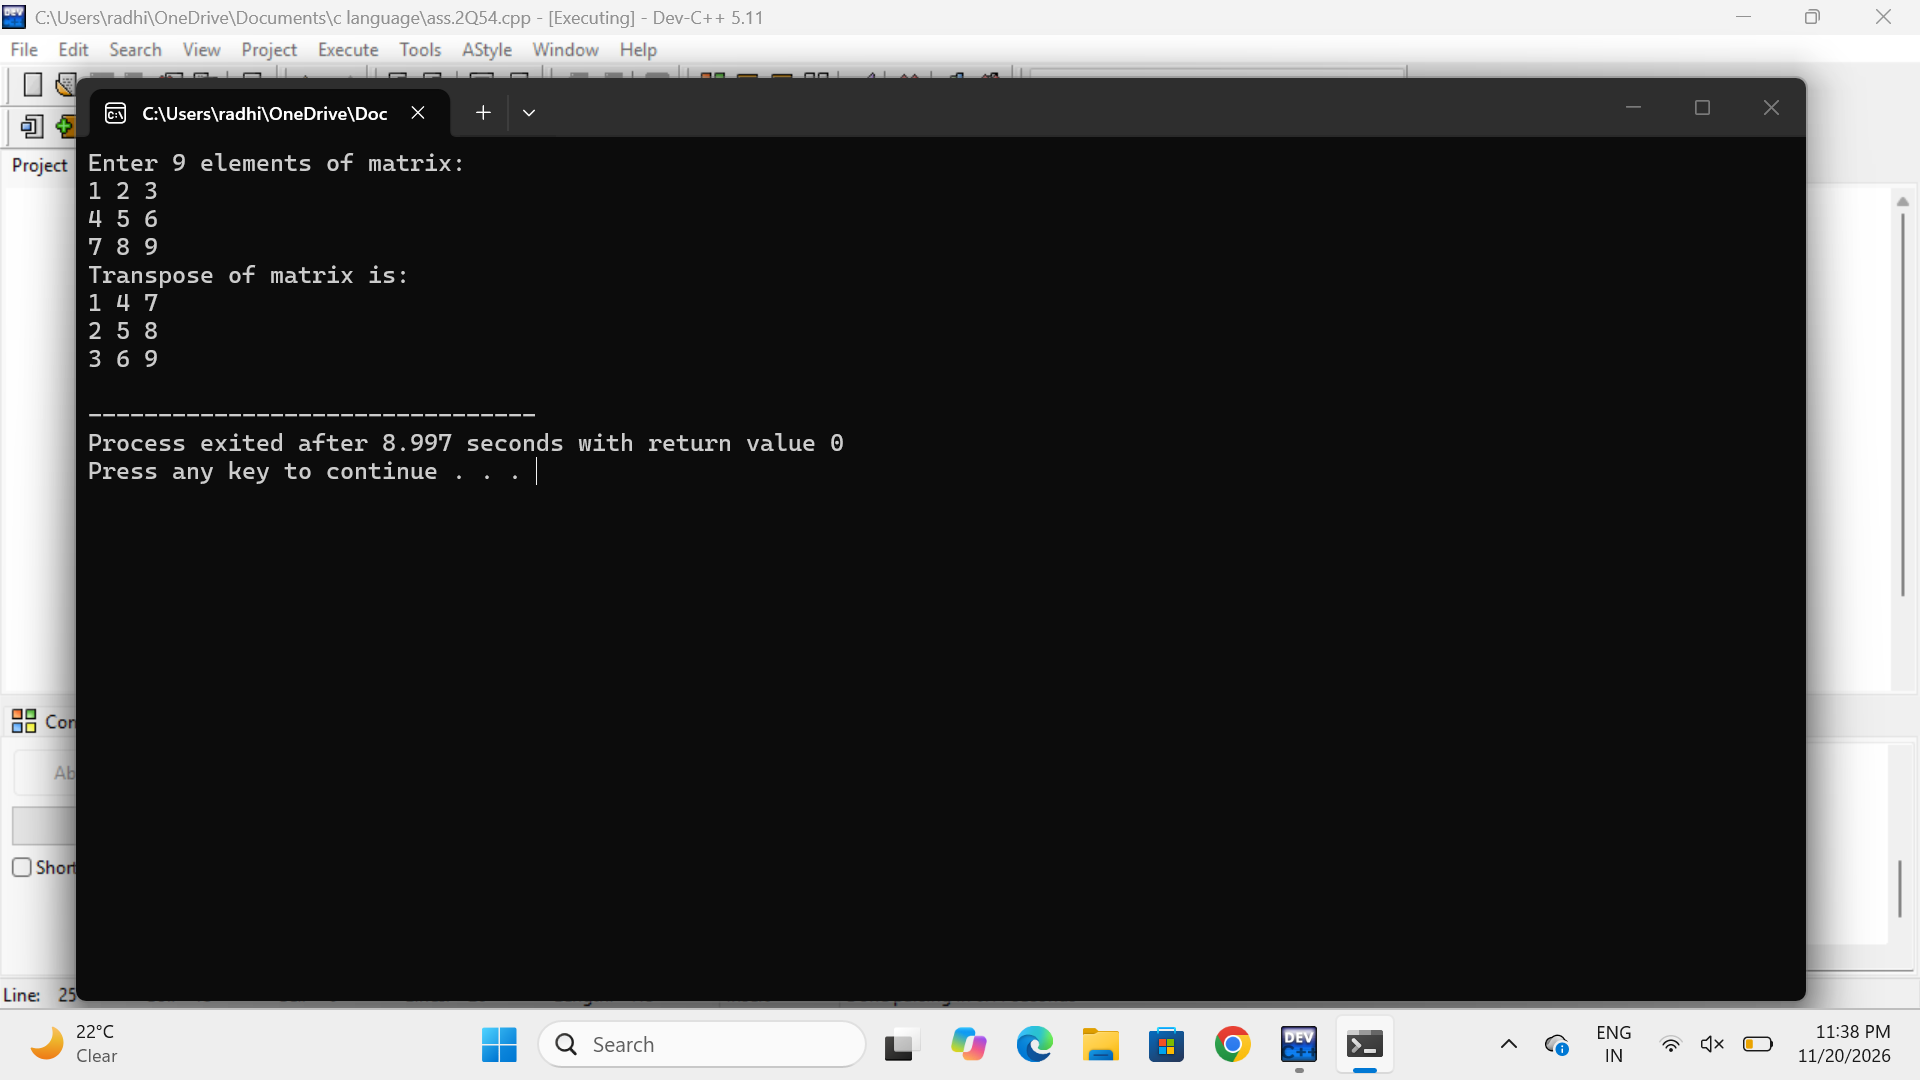 C:\Users\radhi\OneDrive\Documents\c language\ass.2Q54.cpp - [Executing] - Dev-C++ 5.11
File Edit Search View Project Execute Tools AStyle Window Help
C:\Users\radhi\OneDrive\Doc
Project
Enter 9 elements of matrix:
1 2 3
4 5 6
7 8 9
Transpose of matrix is:
1 4 7
2 5 8
3 6 9
--------------------------------
Process exited after 8.997 seconds with return value 0
Press any key to continue . . .
Short
Line: 25
22°C
Clear
Search
DEV C++
ENG
IN
11:38 PM
11/20/2026